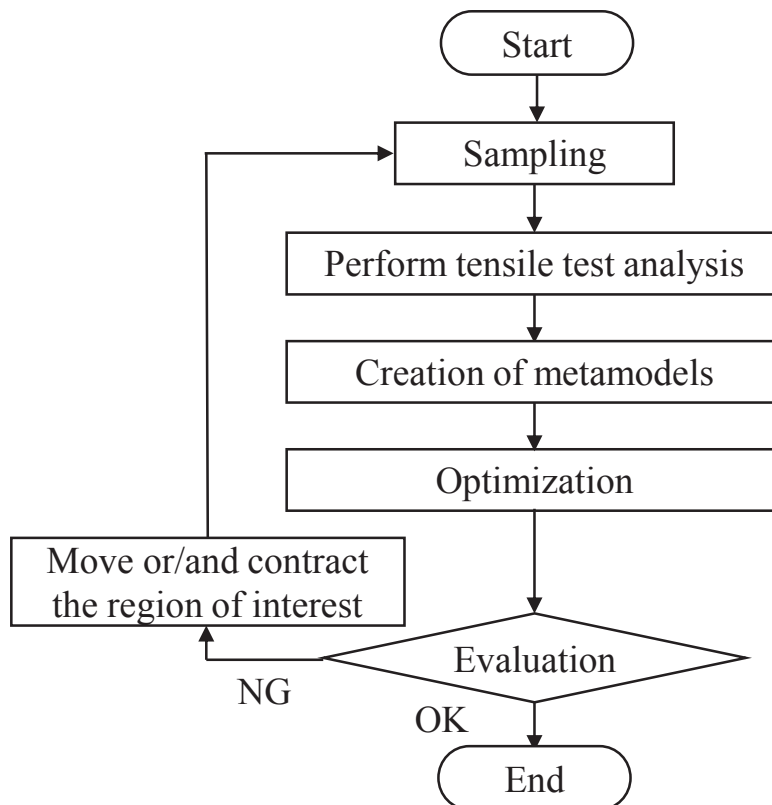 Start
Sampling
Perform tensile test analysis
Creation of metamodels
Optimization
Move or/and contract
the region of interest
Evaluation
NG
OK
End